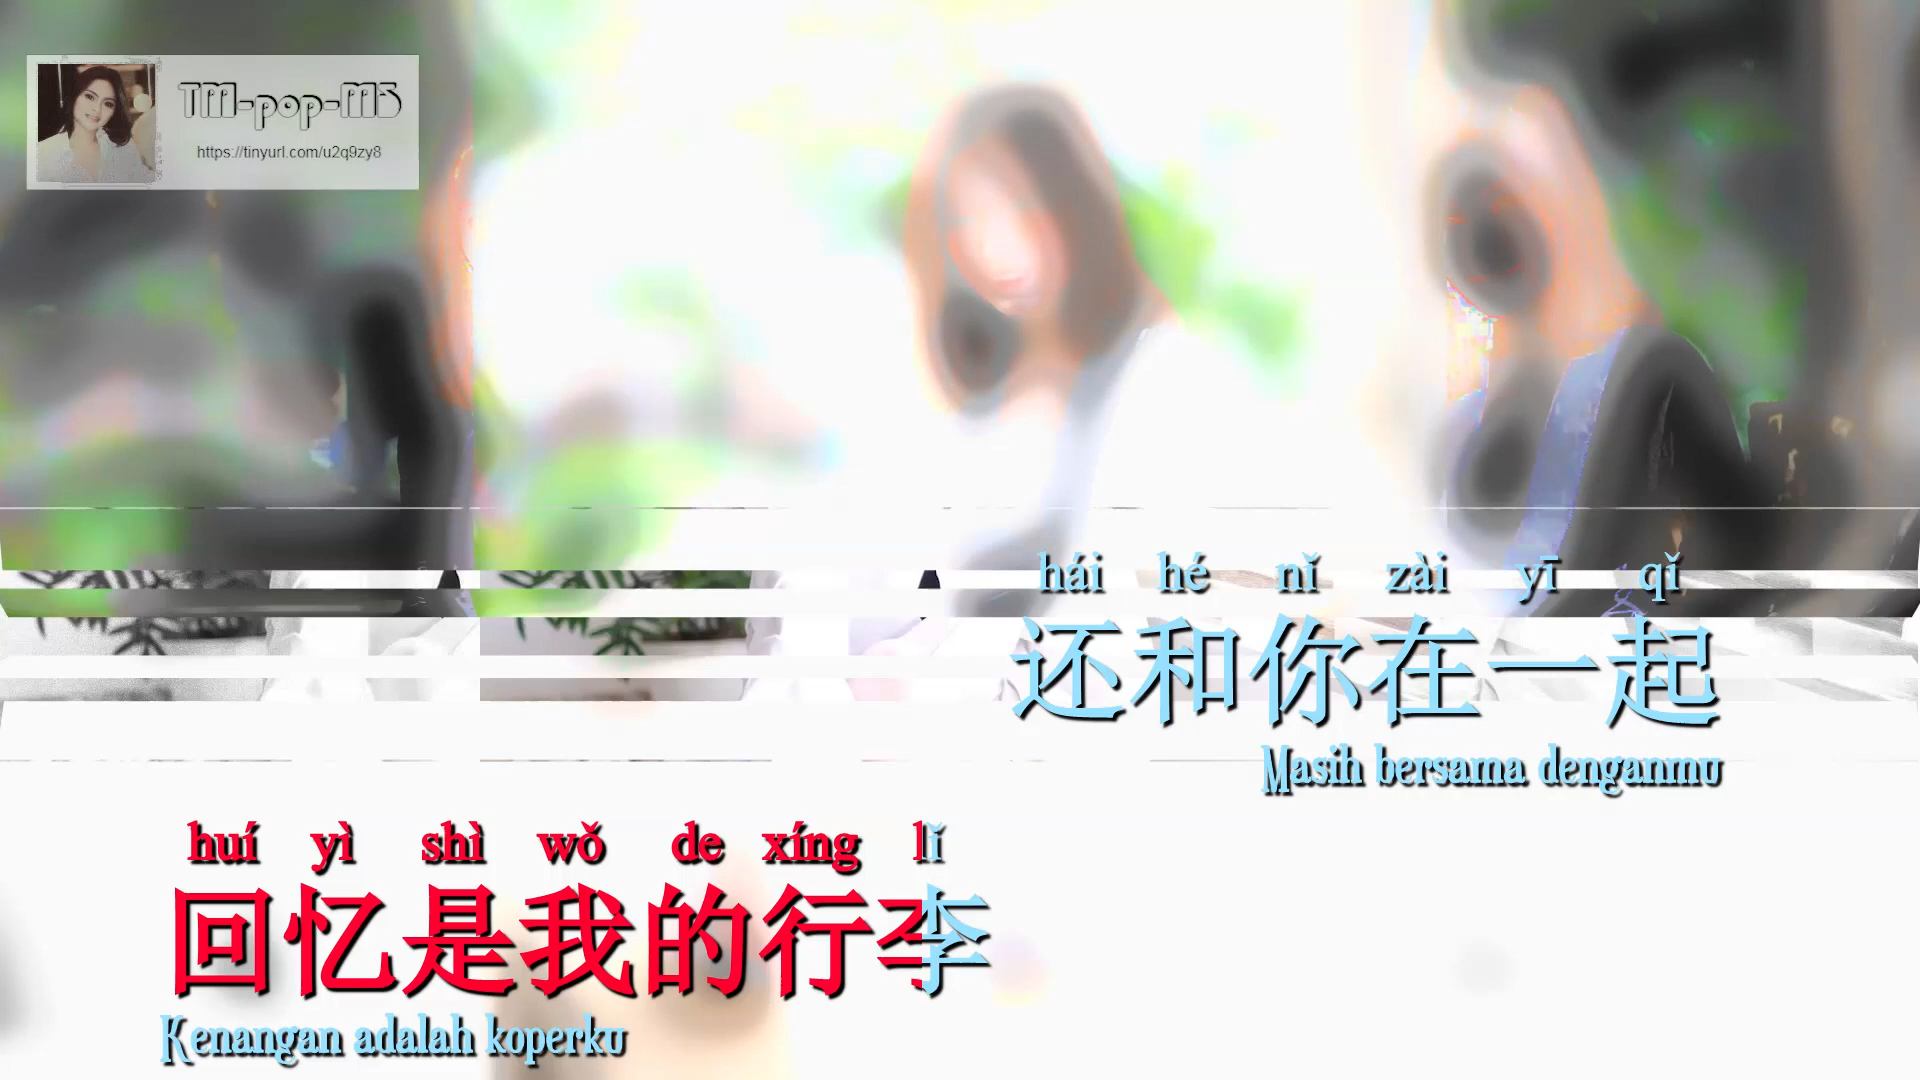 TM-pop-M3
https://tinyurl.com/u2q9zy8
hái hé nǐ zài yī qǐ
还和你在一起
Masih bersama denganmu
huí yì shì wǒ de xíng lǐ
回忆是我的行李
Kenangan adalah koperku